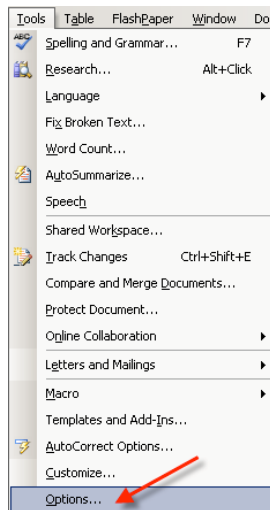 Tools Table FlashPaper Window Do
ABC Spelling and Grammar... F7
Research... Alt+Click
Language
Fix Broken Text...
Word Count...
AutoSummarize...
Speech
Shared Workspace...
Track Changes Ctrl+Shift+E
Compare and Merge Documents...
Protect Document...
Online Collaboration
Letters and Mailings
Macro
Templates and Add-Ins...
AutoCorrect Options...
Customize...
Options...